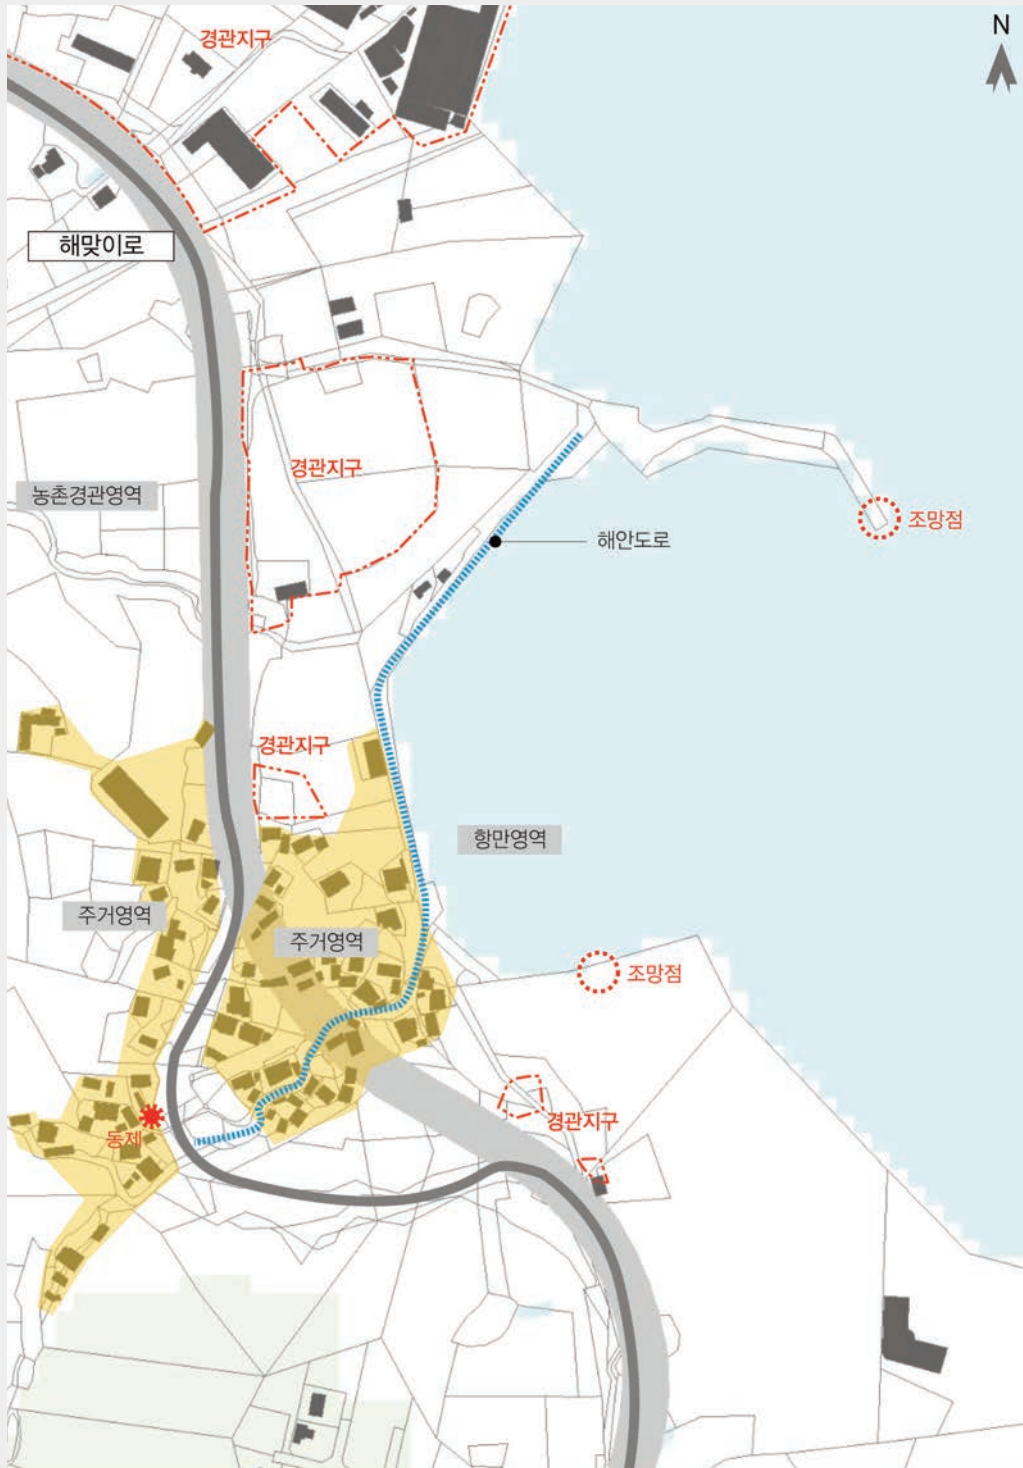 경관지구
N
해맞이로
경관지구
농촌경관영역
조망점
해안도로
경관지구
항만영역
주거영역
주거영역
조망점
경관지구
동제